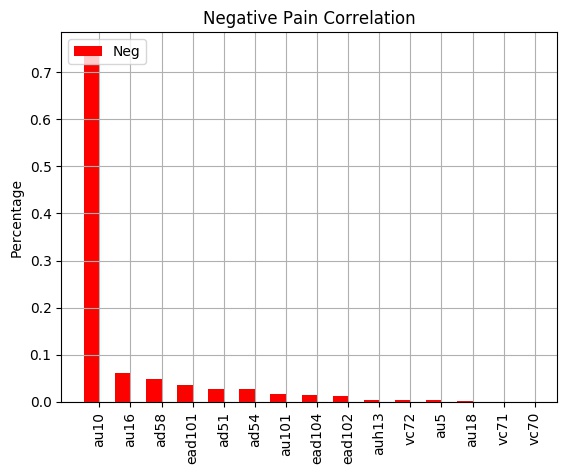 Negative Pain Correlation
Neg
Percentage
0.7
0.6
0.5
0.4
0.3
0.2
0.1
0.0
au10
au16
ad58
ead101
ad51
ad54
au101
ead104
ead102
auh13
vc72
au5
au18
vc71
vc70